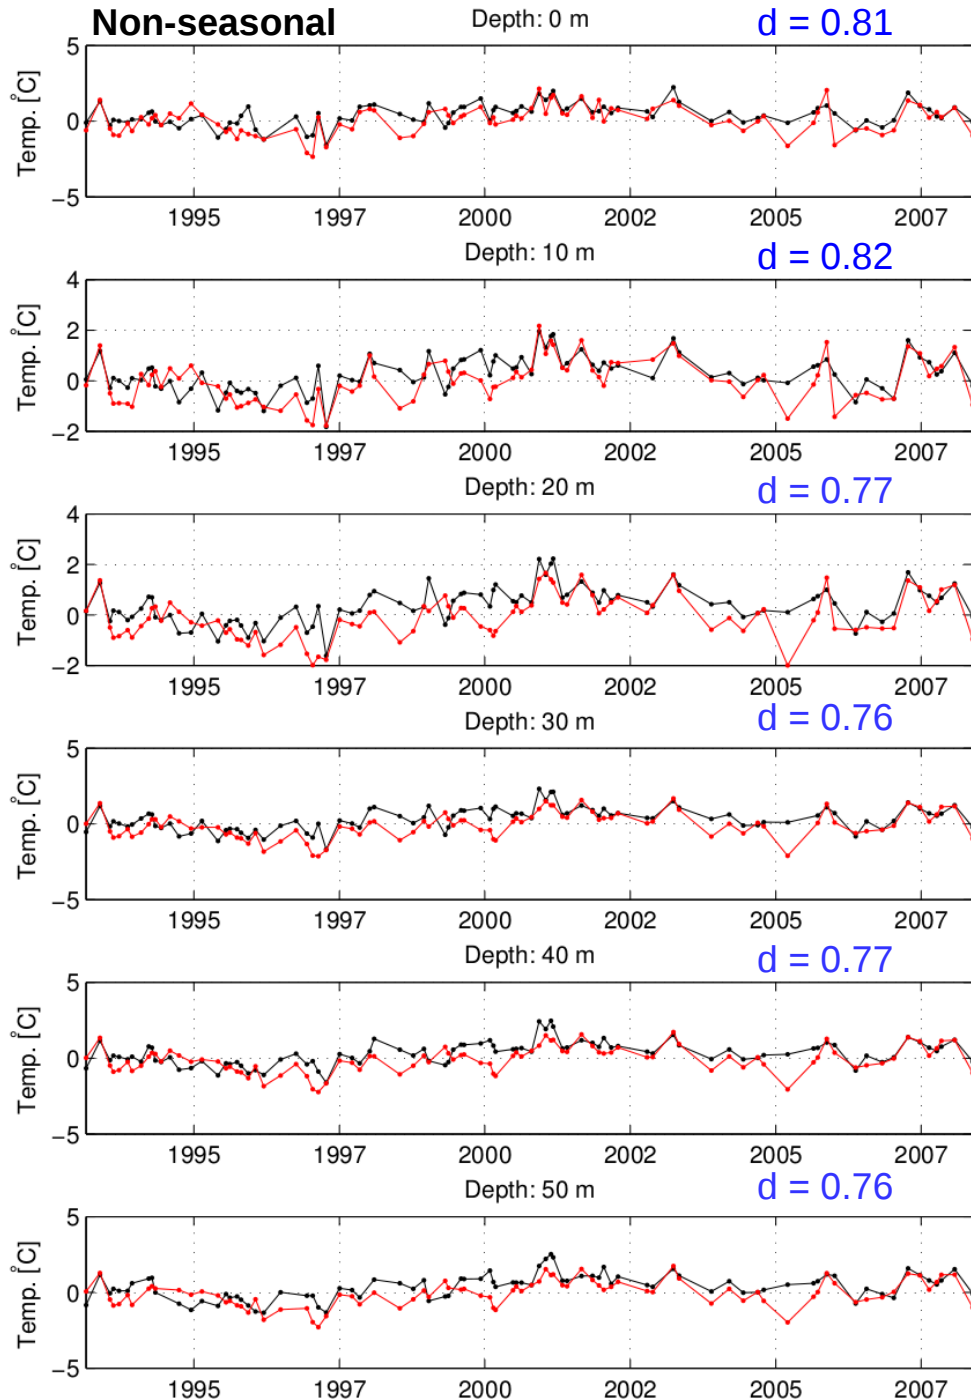 Non-seasonal Depth: 0 m d = 0.81
5
Temp. [°C]
0
−5
1995 1997 2000 2002 2005 2007
Depth: 10 m d = 0.82
4
2
Temp. [°C]
0
−2
1995 1997 2000 2002 2005 2007
Depth: 20 m d = 0.77
4
2
Temp. [°C]
0
−2
1995 1997 2000 2002 2005 2007
Depth: 30 m d = 0.76
5
Temp. [°C]
0
−5
1995 1997 2000 2002 2005 2007
Depth: 40 m d = 0.77
5
Temp. [°C]
0
−5
1995 1997 2000 2002 2005 2007
Depth: 50 m d = 0.76
5
Temp. [°C]
0
−5
1995 1997 2000 2002 2005 2007